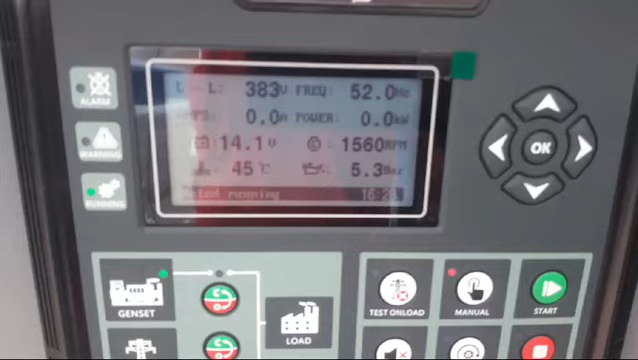 L - L: 383V FREQ: 52.0Hz
0.0A POWER: 0.0kW
14.1V 1560RPM
45°C 5.3Bar
running 16:28
ALARM
WARNING
RUNNING
OK
GENSET
LOAD
TEST ONLOAD
MANUAL
START